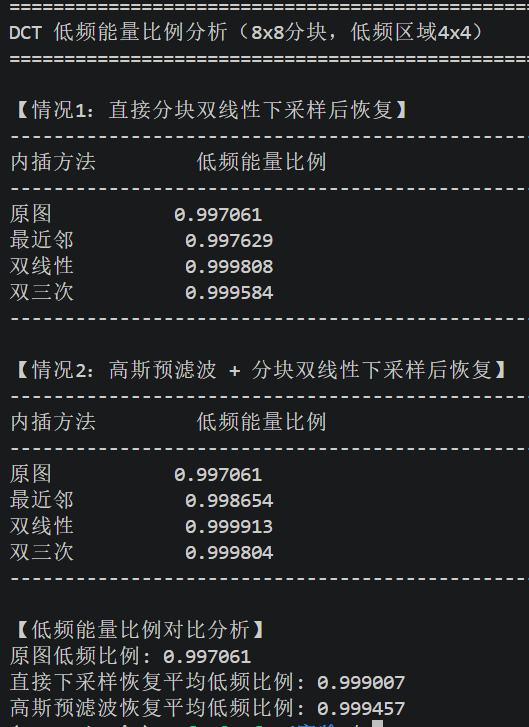 ================================================
DCT 低频能量比例分析（8x8分块，低频区域4x4）
================================================
【情况1：直接分块双线性下采样后恢复】
------------------------------------------------
内插方法 低频能量比例
------------------------------------------------
原图 0.997061
最近邻 0.997629
双线性 0.999808
双三次 0.999584
------------------------------------------------
【情况2：高斯预滤波 + 分块双线性下采样后恢复】
------------------------------------------------
内插方法 低频能量比例
------------------------------------------------
原图 0.997061
最近邻 0.998654
双线性 0.999913
双三次 0.999804
------------------------------------------------
【低频能量比例对比分析】
原图低频比例: 0.997061
直接下采样恢复平均低频比例: 0.999007
高斯预滤波恢复平均低频比例: 0.999457